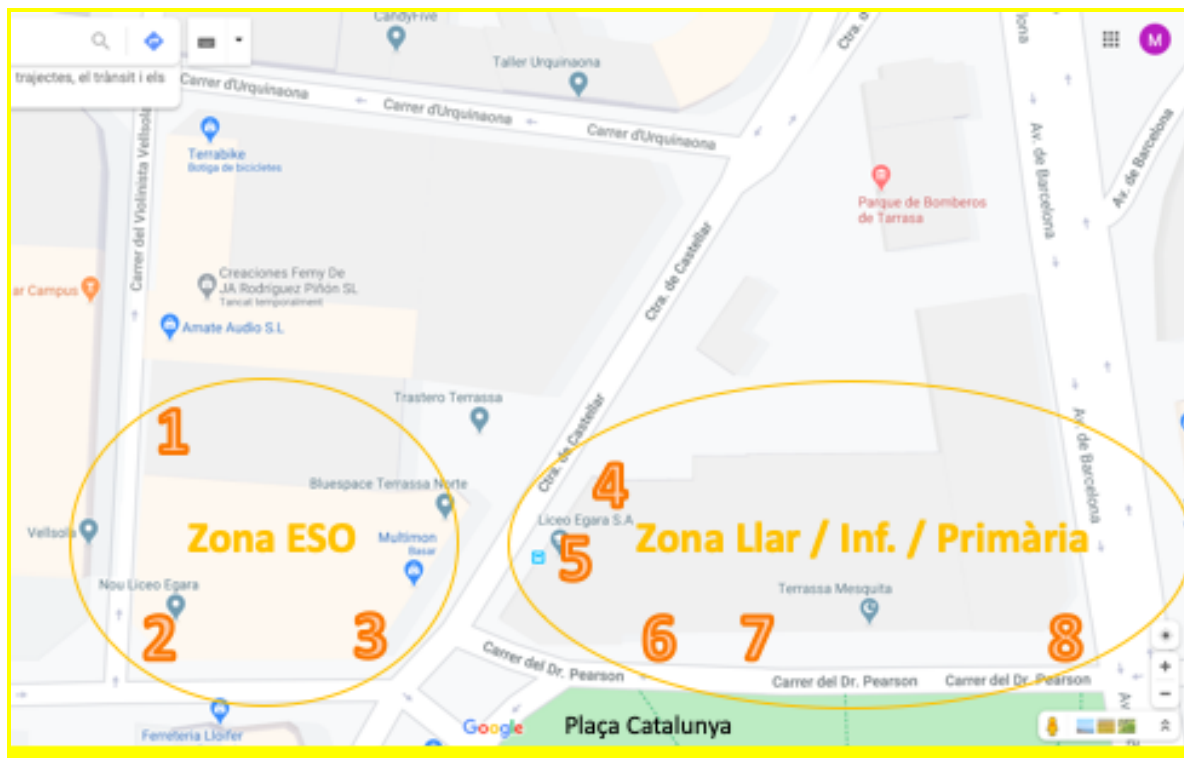 CandyFive
Ctra. d
M
Taller Urquinaona
trajectes, el trànsit i els
Carrer d'Urquinaona
Carrer d'Urquinaona
Carrer d'Urquinaona
Terrabike
Botiga de bicicletes
Av. de Barcelona
Av. de Barcelona
Carrer del Violinista Vellsolà
Parque de Bomberos
de Tarrasa
Creaciones Femy De
JA Rodríguez Piñón SL
Tancat temporalment
ar Campus
Amate Audio S.L
Ctra. de Castellar
Trastero Terrassa
Ctra. de Castellar
Av. de Barcelona
1
Bluespace Terrassa Norte
4
Liceo Egara S.A
Vellsola
Zona ESO
Multimon
Basar
5
Zona Llar / Inf. / Primària
Nou Liceo Egara
Terrassa Mesquita
2
3
6
7
8
Carrer del Dr. Pearson
Carrer del Dr. Pearson
Carrer del Dr. Pearson
Google
Plaça Catalunya
Ferreteria Lloifer